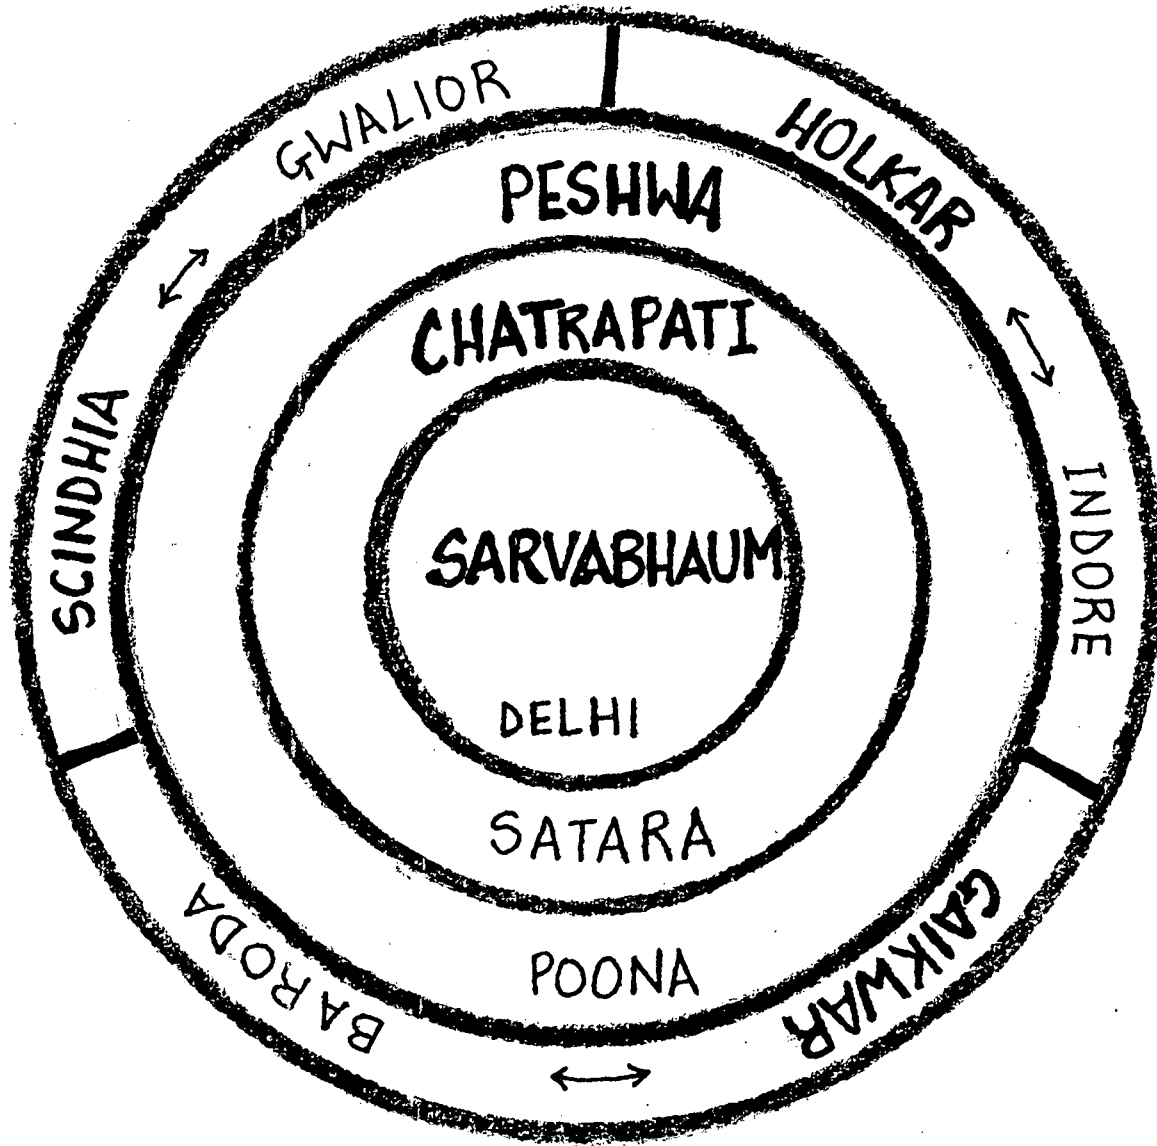 GWALIOR
HOLKAR
PESHWA
CHATRAPATI
SCINDHIA
SARVABHAUM
INDORE
DELHI
SATARA
BARODA
POONA
GAIKWAR